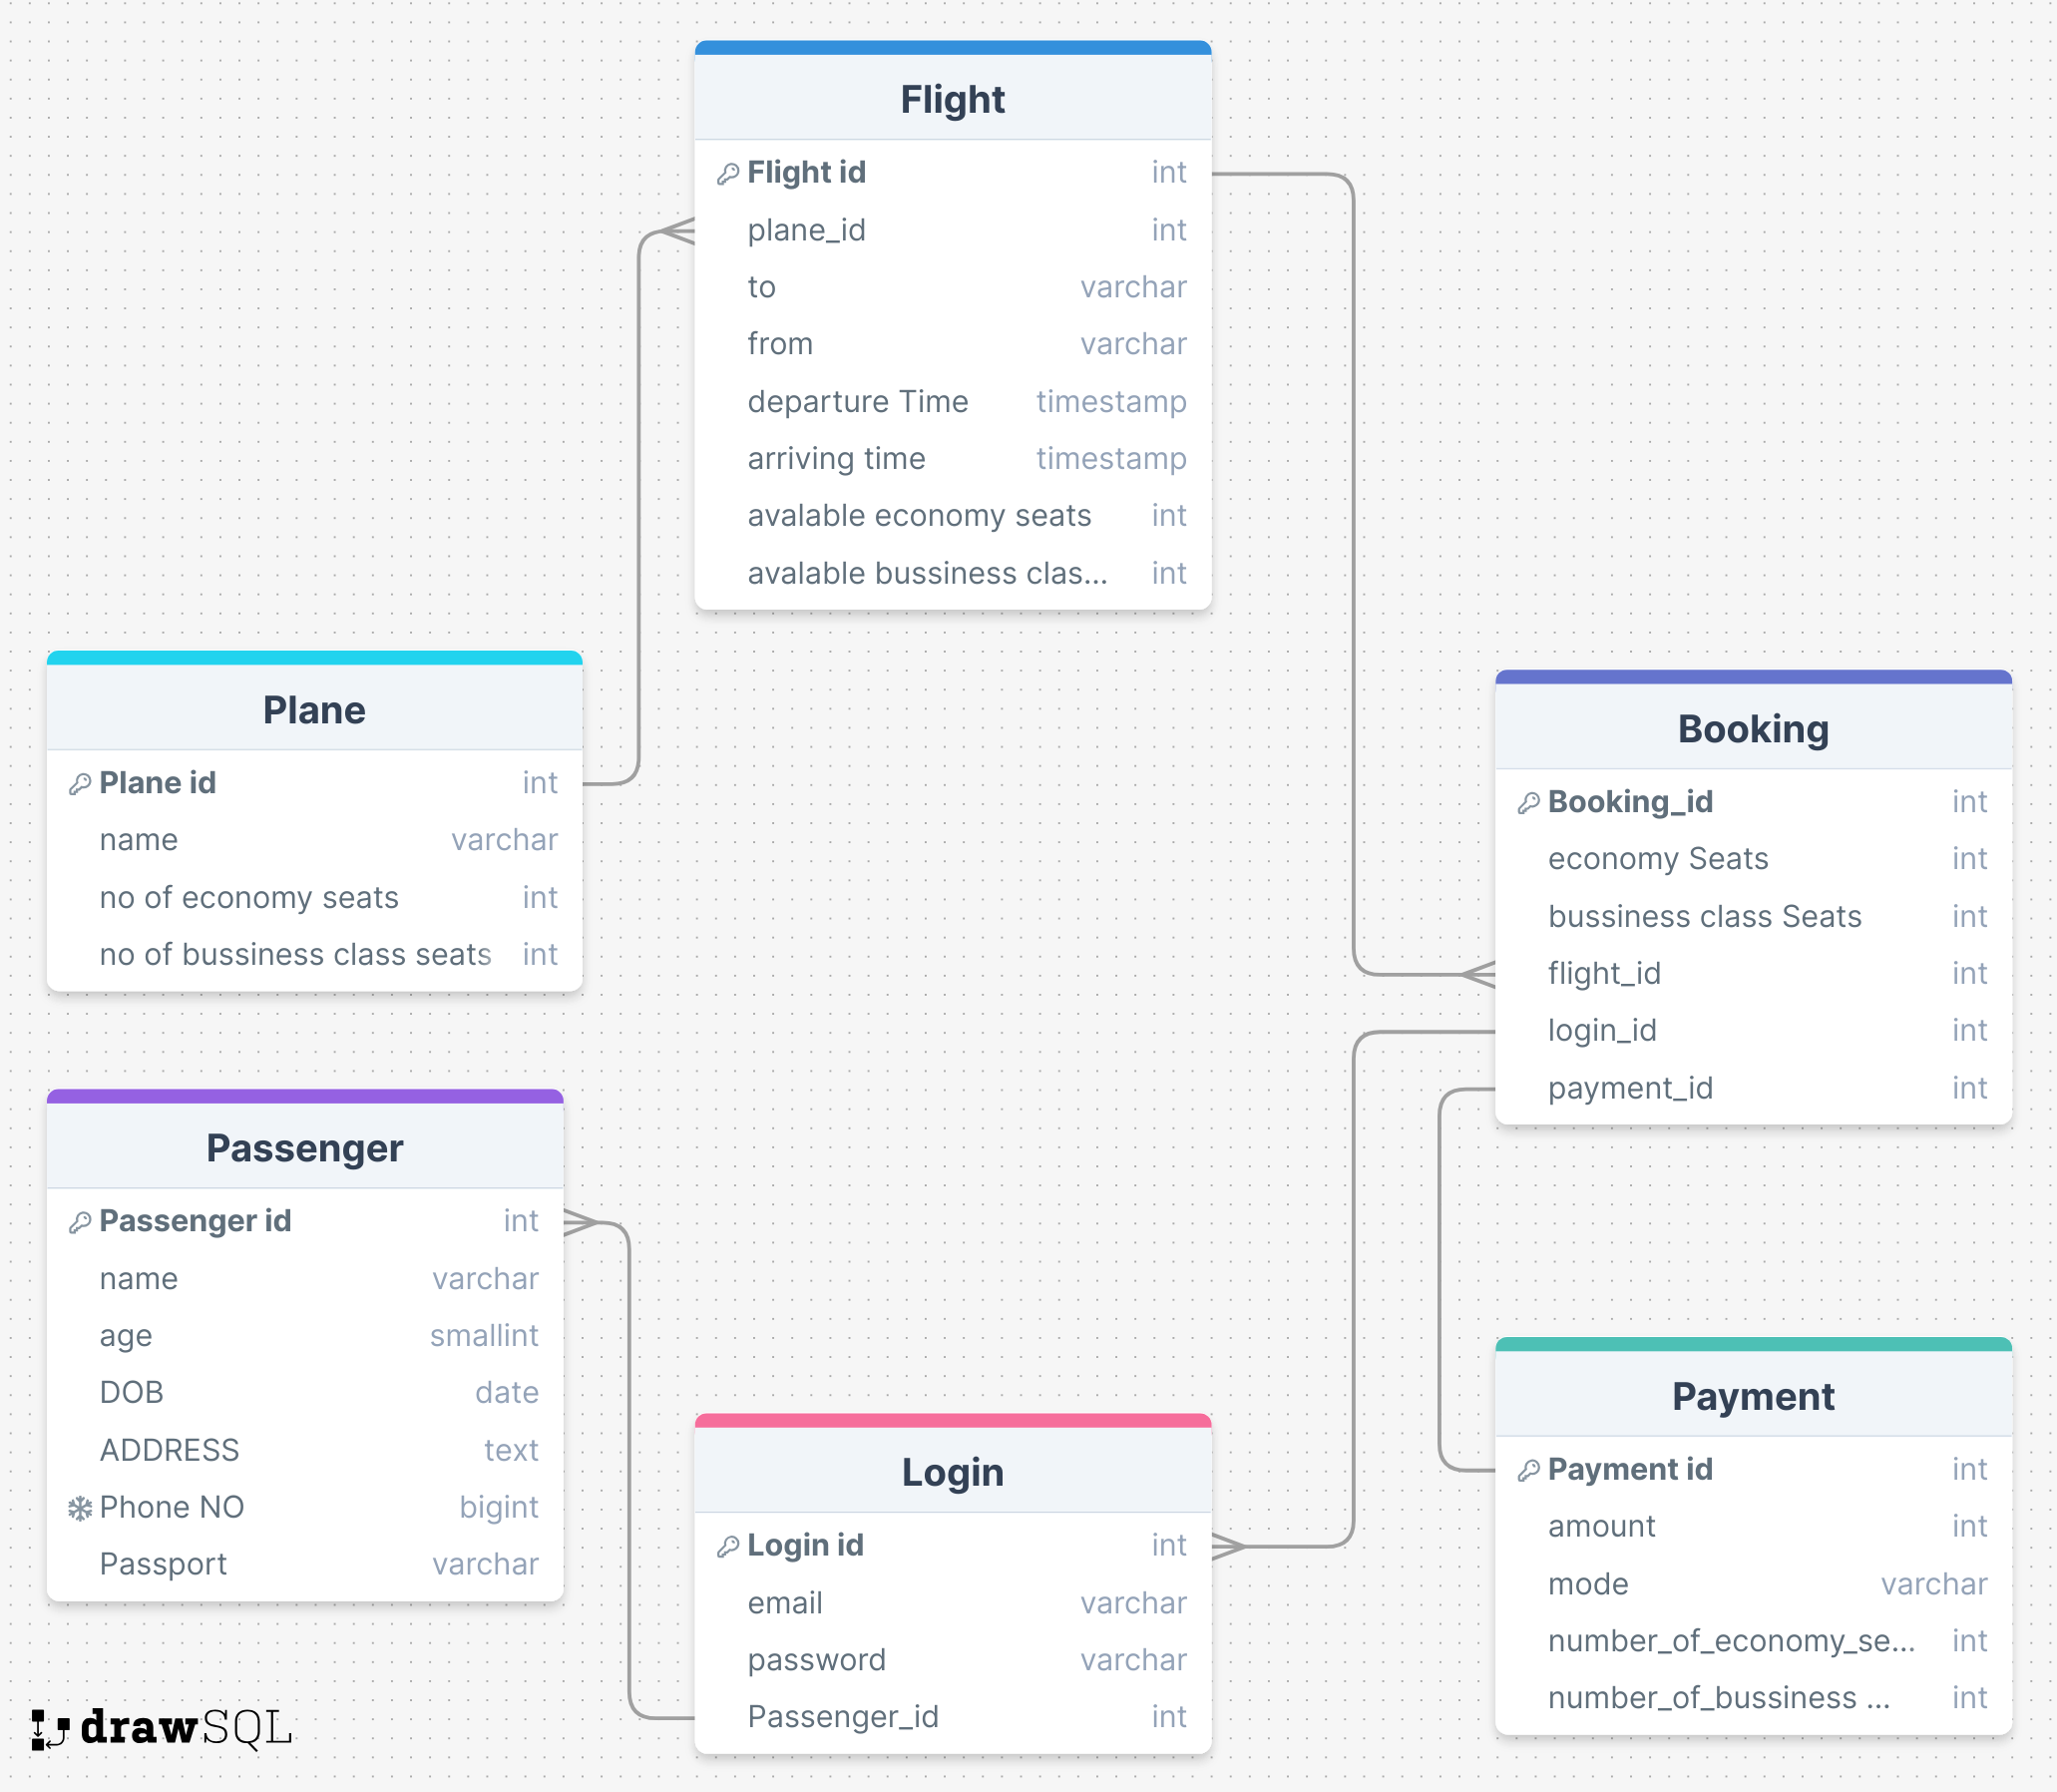 Flight
Flight id int
plane_id int
to varchar
from varchar
departure Time timestamp
arriving time timestamp
avalable economy seats int
avalable bussiness clas... int
Plane
Plane id int
name varchar
no of economy seats int
no of bussiness class seats int
Booking
Booking_id int
economy Seats int
bussiness class Seats int
flight_id int
login_id int
payment_id int
Passenger
Passenger id int
name varchar
age smallint
DOB date
ADDRESS text
Phone NO bigint
Passport varchar
Login
Login id int
email varchar
password varchar
Passenger_id int
Payment
Payment id int
amount int
mode varchar
number_of_economy_se... int
number_of_bussiness ... int
drawSQL